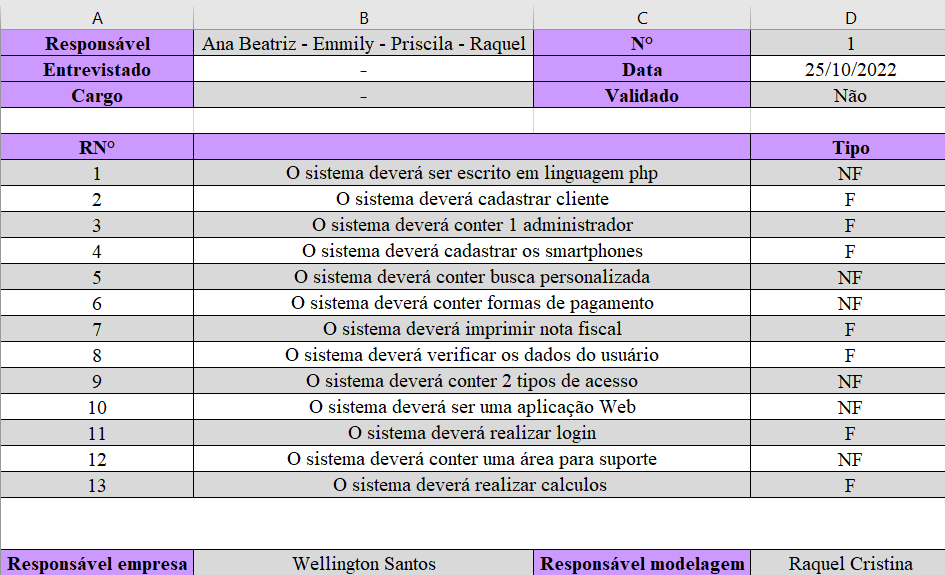 A B C D
Responsável Ana Beatriz - Emmily - Priscila - Raquel N° 1
Entrevistado - Data 25/10/2022
Cargo - Validado Não
RN° Tipo
1 O sistema deverá ser escrito em linguagem php NF
2 O sistema deverá cadastrar cliente F
3 O sistema deverá conter 1 administrador F
4 O sistema deverá cadastrar os smartphones F
5 O sistema deverá conter busca personalizada NF
6 O sistema deverá conter formas de pagamento NF
7 O sistema deverá imprimir nota fiscal F
8 O sistema deverá verificar os dados do usuário F
9 O sistema deverá conter 2 tipos de acesso NF
10 O sistema deverá ser uma aplicação Web NF
11 O sistema deverá realizar login F
12 O sistema deverá conter uma área para suporte NF
13 O sistema deverá realizar calculos F
Responsável empresa Wellington Santos Responsável modelagem Raquel Cristina